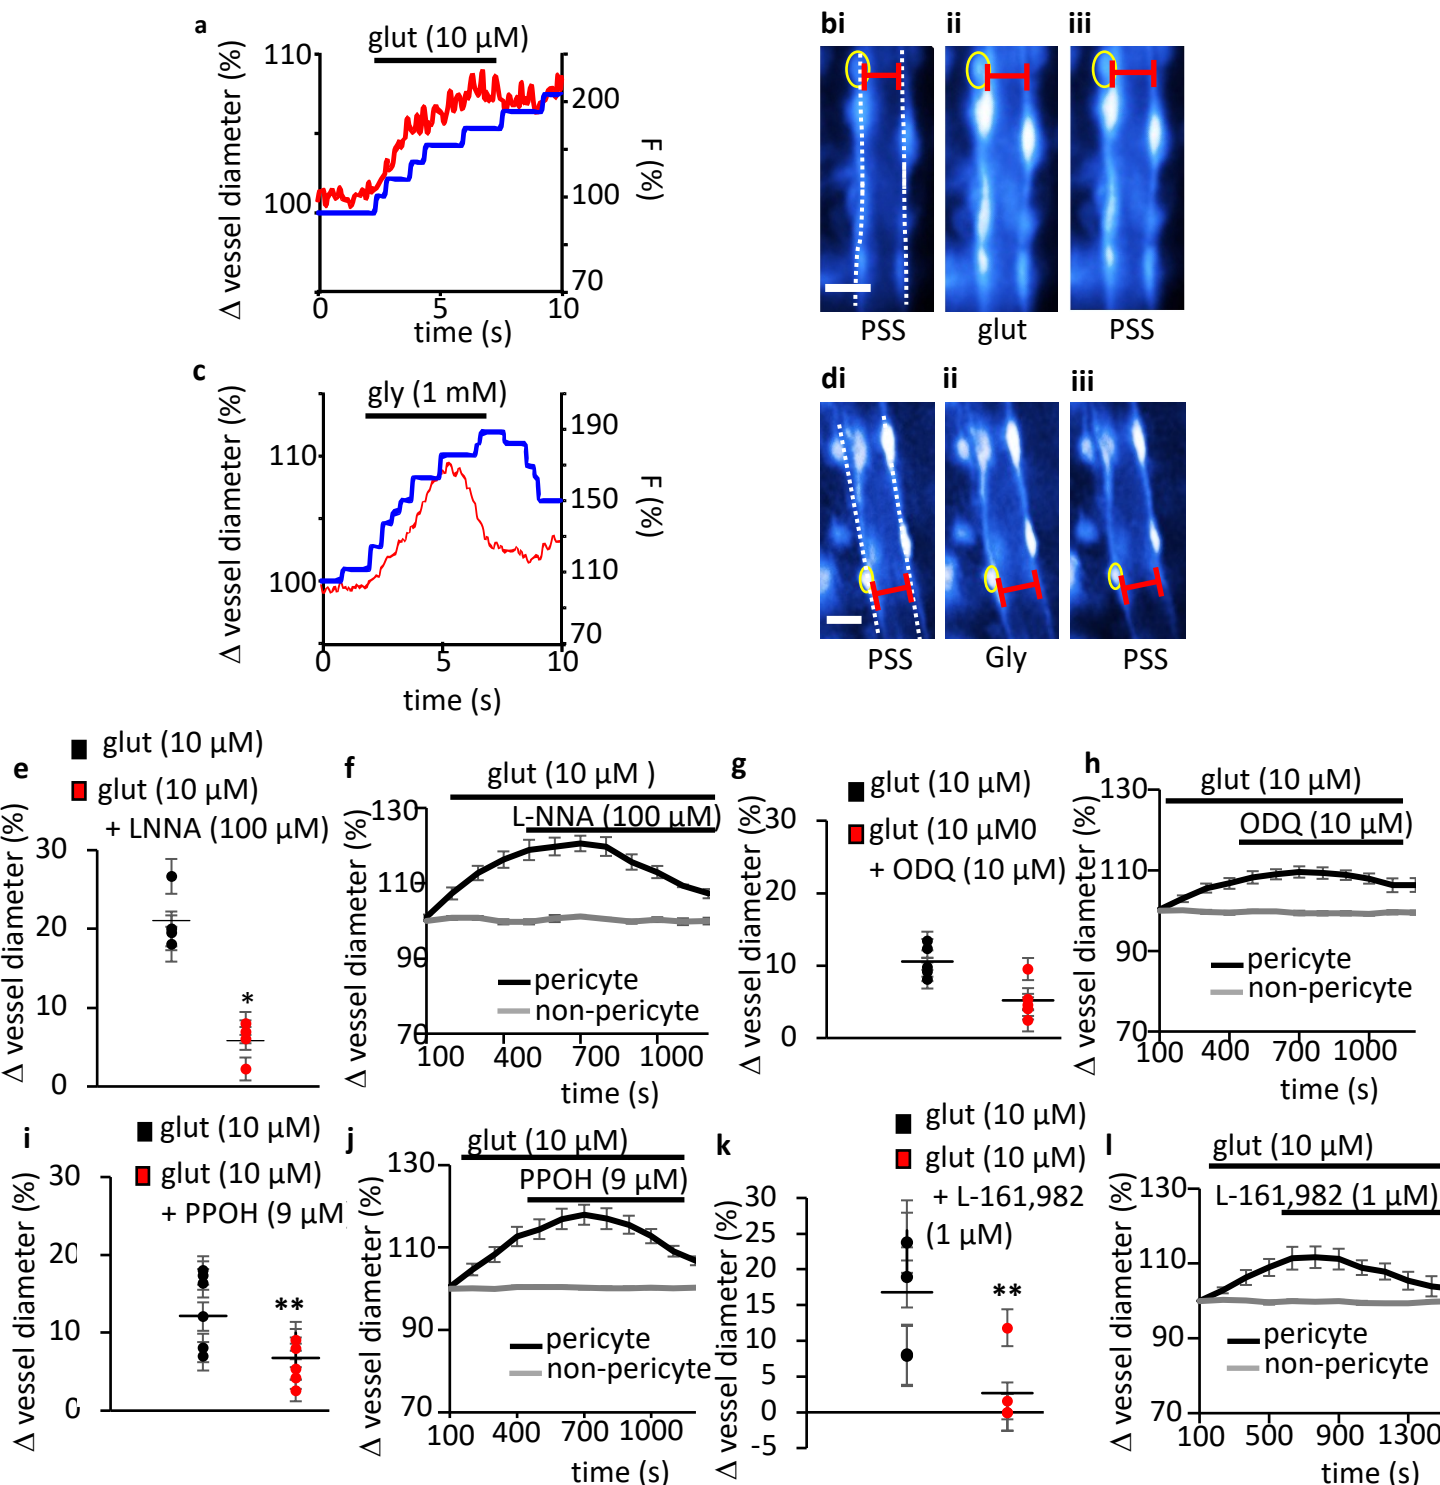 a
glut (10 µM)
110
100
Δ vessel diameter (%)
200
100
70
F (%)
0 5 10
time (s)
bi ii iii
PSS glut PSS
c
gly (1 mM)
110
100
Δ vessel diameter (%)
190
150
110
70
F (%)
0 5 10
time (s)
di ii iii
PSS Gly PSS
e
glut (10 µM)
glut (10 µM)
+ LNNA (100 µM)
Δ vessel diameter (%)
30
20
10
0
*
f
glut (10 µM )
L-NNA (100 µM)
Δ vessel diameter (%)
130
110
90
70
pericyte
non-pericyte
100 400 700 1000
time (s)
g
glut (10 µM)
glut (10 µM0
+ ODQ (10 µM)
Δ vessel diameter (%)
30
20
10
0
h
glut (10 µM)
ODQ (10 µM)
Δ vessel diameter (%)
130
110
90
70
pericyte
non-pericyte
100 400 700 1000
time (s)
i
glut (10 µM)
glut (10 µM)
+ PPOH (9 µM
Δ vessel diameter (%)
30
20
10
0
**
j
glut (10 µM)
PPOH (9 µM)
Δ vessel diameter (%)
130
110
90
70
pericyte
non-pericyte
100 400 700 1000
time (s)
k
glut (10 µM)
glut (10 µM)
+ L-161,982
(1 µM)
Δ vessel diameter (%)
30
25
20
15
10
5
0
-5
**
l
glut (10 µM)
L-161,982 (1 µM)
Δ vessel diameter (%)
130
110
90
70
pericyte
non-pericyte
100 500 900 1300
time (s)